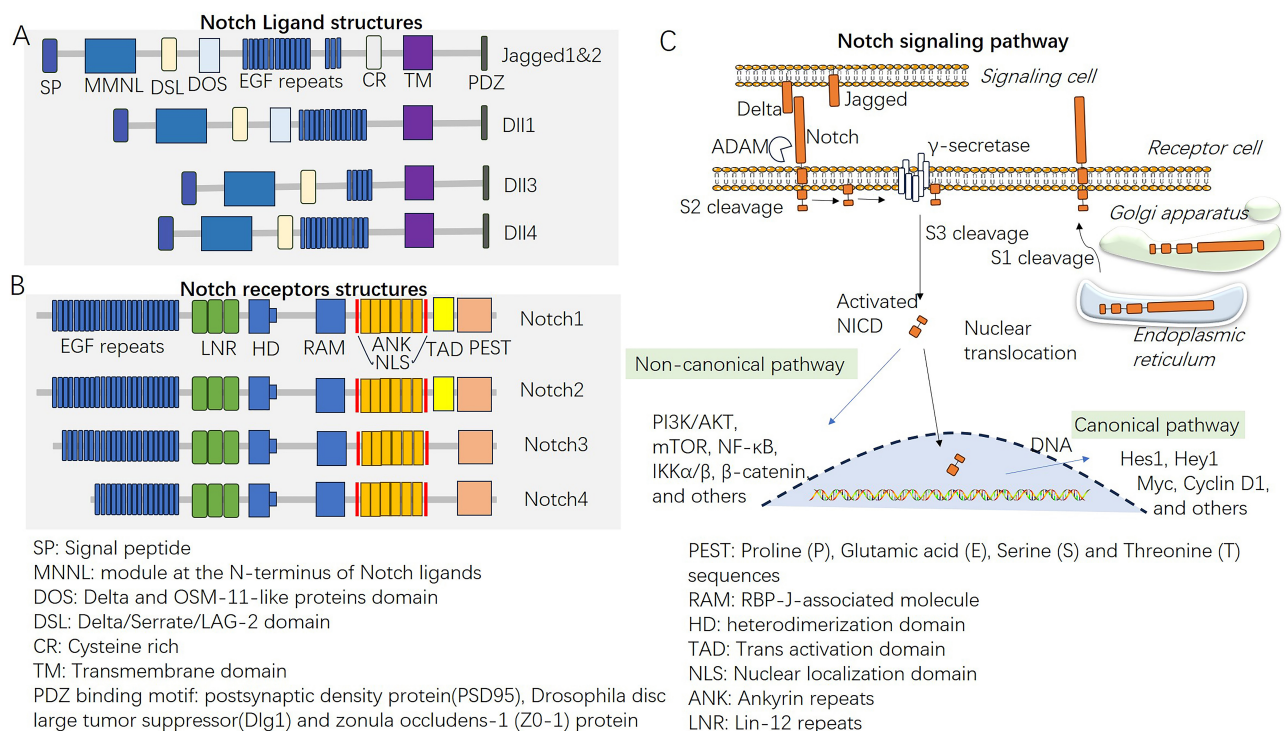 A
Notch Ligand structures
Jagged1&2
SP
MMNL
DSL
DOS
EGF repeats
CR
TM
PDZ
Dll1
Dll3
Dll4
B
Notch receptors structures
Notch1
EGF repeats
LNR
HD
RAM
ANK
NLS
TAD
PEST
Notch2
Notch3
Notch4
SP: Signal peptide
MNNL: module at the N-terminus of Notch ligands
DOS: Delta and OSM-11-like proteins domain
DSL: Delta/Serrate/LAG-2 domain
CR: Cysteine rich
TM: Transmembrane domain
PDZ binding motif: postsynaptic density protein(PSD95), Drosophila disc
large tumor suppressor(Dlg1) and zonula occludens-1 (Z0-1) protein
C
Notch signaling pathway
Signaling cell
Delta
Jagged
ADAM
Notch
γ-secretase
Receptor cell
S2 cleavage
Golgi apparatus
S3 cleavage
S1 cleavage
Activated
NICD
Nuclear
translocation
Endoplasmic
reticulum
Non-canonical pathway
PI3K/AKT,
mTOR, NF-κB,
IKKα/β, β-catenin,
and others
DNA
Canonical pathway
Hes1, Hey1
Myc, Cyclin D1,
and others
PEST: Proline (P), Glutamic acid (E), Serine (S) and Threonine (T)
sequences
RAM: RBP-J-associated molecule
HD: heterodimerization domain
TAD: Trans activation domain
NLS: Nuclear localization domain
ANK: Ankyrin repeats
LNR: Lin-12 repeats